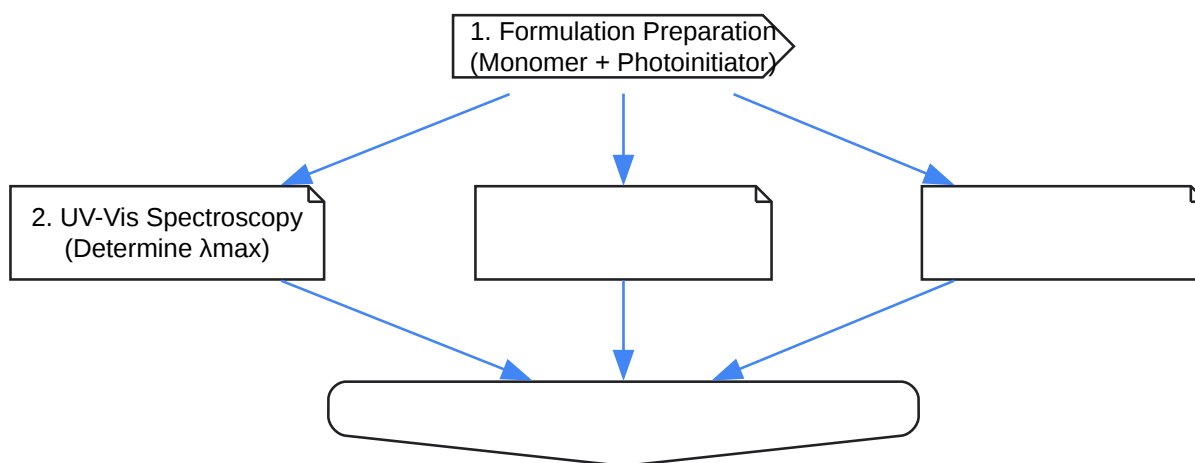 1. Formulation Preparation
(Monomer + Photoinitiator)
2. UV-Vis Spectroscopy
(Determine λmax)